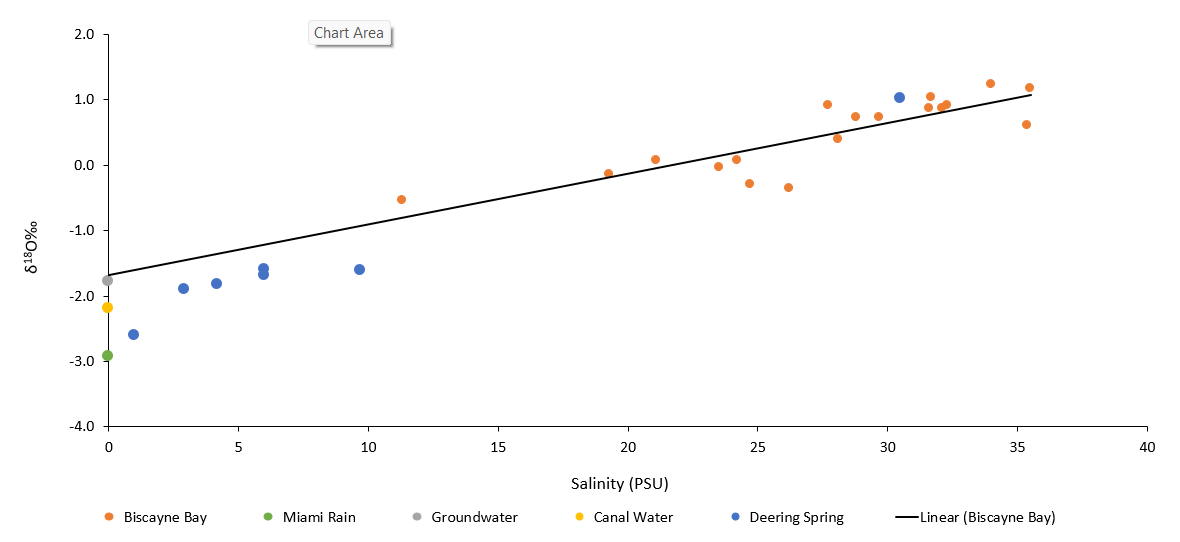 Chart Area
2.0
1.0
0.0
-1.0
-2.0
-3.0
-4.0
δ¹⁸O‰
0 5 10 15 20 25 30 35 40
Salinity (PSU)
Biscayne Bay Miami Rain Groundwater Canal Water Deering Spring Linear (Biscayne Bay)